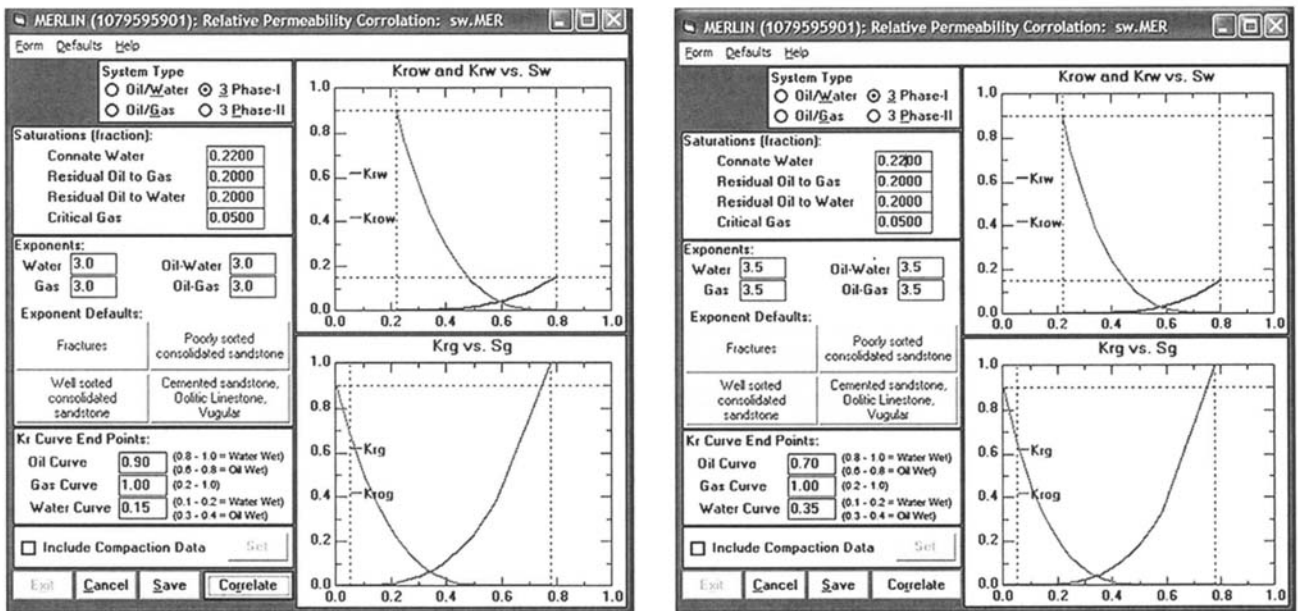 MERLIN (1079595901): Relative Permeability Corrolation: sw.MER
Form Defaults Help
System Type
Oil/Water 3 Phase-I
Oil/Gas 3 Phase-II
Saturations (fraction):
Connate Water 0.2200
Residual Oil to Gas 0.2000
Residual Oil to Water 0.2000
Critical Gas 0.0500
Exponents:
Water 3.0 Oil-Water 3.0
Gas 3.0 Oil-Gas 3.0
Exponent Defaults:
Fractures
Poorly sorted
consolidated sandstone
Well sorted
consolidated
sandstone
Cemented sandstone,
Oolitic Linestone,
Vugular
Kr Curve End Points:
Oil Curve 0.90 (0.8 - 1.0 = Water Wet)
(0.6 - 0.8 = Oil Wet)
Gas Curve 1.00 (0.2 - 1.0)
Water Curve 0.15 (0.1 - 0.2 = Water Wet)
(0.3 - 0.4 = Oil Wet)
Include Compaction Data Set
Exit Cancel Save Correlate
Krow and Krw vs. Sw
1.0
0.8
0.6
Krw
0.4
Krow
0.2
0.0
0.0 0.2 0.4 0.6 0.8 1.0
Krg vs. Sg
1.0
0.8
0.6
Krg
0.4
Krog
0.2
0.0
0.0 0.2 0.4 0.6 0.8 1.0
MERLIN (1079595901): Relative Permeability Corrolation: sw.MER
Form Defaults Help
System Type
Oil/Water 3 Phase-I
Oil/Gas 3 Phase-II
Saturations (fraction):
Connate Water 0.2200
Residual Oil to Gas 0.2000
Residual Oil to Water 0.2000
Critical Gas 0.0500
Exponents:
Water 3.5 Oil-Water 3.5
Gas 3.5 Oil-Gas 3.5
Exponent Defaults:
Fractures
Poorly sorted
consolidated sandstone
Well sorted
consolidated
sandstone
Cemented sandstone,
Oolitic Linestone,
Vugular
Kr Curve End Points:
Oil Curve 0.70 (0.8 - 1.0 = Water Wet)
(0.6 - 0.8 = Oil Wet)
Gas Curve 1.00 (0.2 - 1.0)
Water Curve 0.35 (0.1 - 0.2 = Water Wet)
(0.3 - 0.4 = Oil Wet)
Include Compaction Data Set
Exit Cancel Save Correlate
Krow and Krw vs. Sw
1.0
0.8
0.6
Krw
0.4
Krow
0.2
0.0
0.0 0.2 0.4 0.6 0.8 1.0
Krg vs. Sg
1.0
0.8
0.6
Krg
0.4
Krog
0.2
0.0
0.0 0.2 0.4 0.6 0.8 1.0